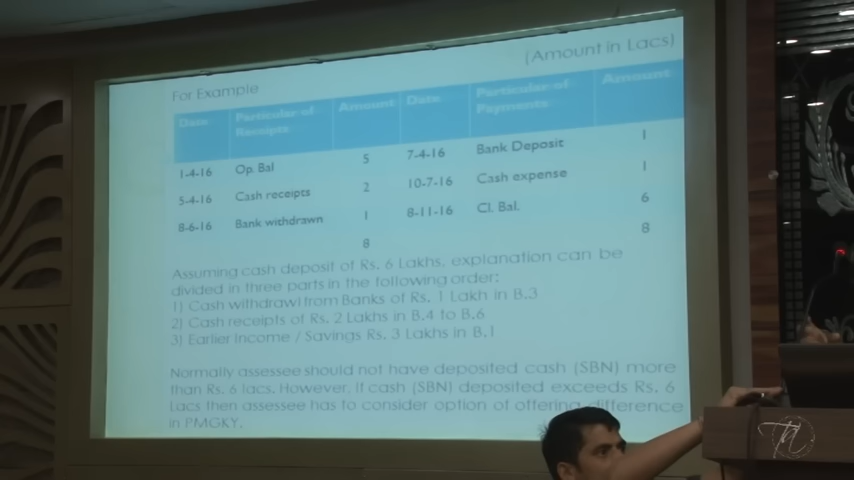 (Amount in Lacs)
For Example
Date Particular of Receipts Amount Date Particular of Payments Amount
1-4-16 Op. Bal 5 7-4-16 Bank Deposit 1
5-4-16 Cash receipts 2 10-7-16 Cash expense 1
8-6-16 Bank withdrawn 1 8-11-16 Cl. Bal. 6
8 8
Assuming cash deposit of Rs. 6 Lakhs, explanation can be
divided in three parts in the following order:
1) Cash withdrawl from Banks of Rs. 1 Lakh in B.3
2) Cash receipts of Rs. 2 Lakhs in B.4 to B.6
3) Earlier Income / Savings Rs. 3 Lakhs in B.1
Normally assessee should not have deposited cash (SBN) more
than Rs. 6 lacs. However, if cash (SBN) deposited exceeds Rs. 6
Lacs then assessee has to consider option of offering difference
in PMGKY.